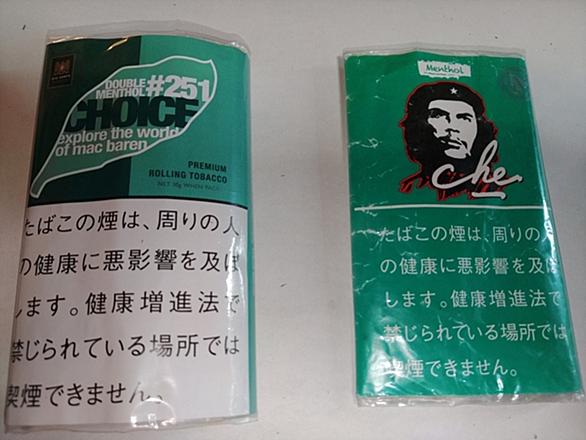 DOUBLE
MENTHOL #251
CHOICE
explore the world
of mac baren
PREMIUM
ROLLING TOBACCO
NET 30g WHEN PACKED
たばこの煙は、周りの人
の健康に悪影響を及ぼ
します。健康増進法で
禁じられている場所では
喫煙できません。
Menthol
che
たばこの煙は、周りの人
の健康に悪影響を及ぼ
します。健康増進法で
禁じられている場所では
喫煙できません。